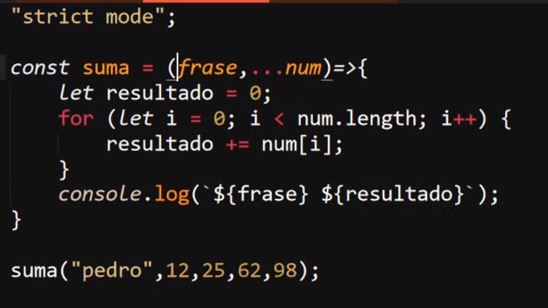 "strict mode";
const suma = (frase,...num)=>{
let resultado = 0;
for (let i = 0; i < num.length; i++) {
resultado += num[i];
}
console.log(`${frase} ${resultado}`);
}
suma("pedro",12,25,62,98);